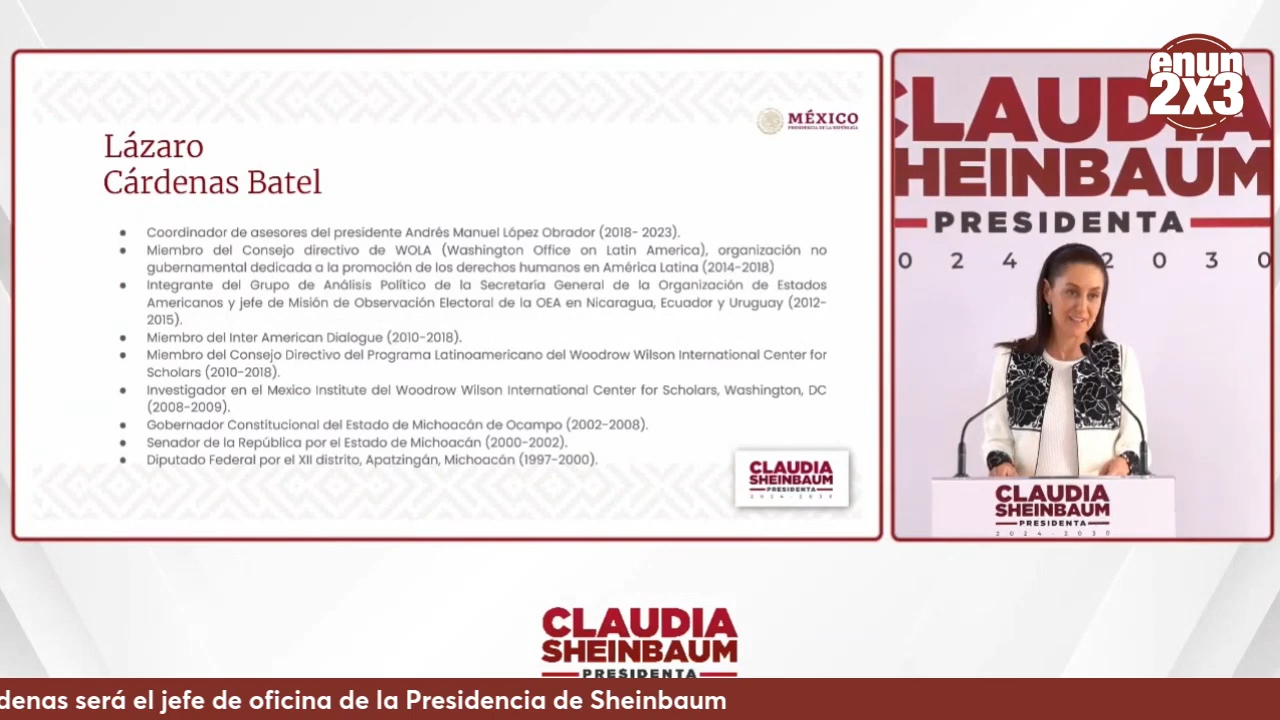 Lázaro
Cárdenas Batel
MÉXICO
PRESIDENCIA DE LA REPÚBLICA
● Coordinador de asesores del presidente Andrés Manuel López Obrador (2018- 2023).
● Miembro del Consejo directivo de WOLA (Washington Office on Latin America), organización no
gubernamental dedicada a la promoción de los derechos humanos en América Latina (2014-2018)
● Integrante del Grupo de Análisis Político de la Secretaría General de la Organización de Estados
Americanos y jefe de Misión de Observación Electoral de la OEA en Nicaragua, Ecuador y Uruguay (2012-
2015).
● Miembro del Inter American Dialogue (2010-2018).
● Miembro del Consejo Directivo del Programa Latinoamericano del Woodrow Wilson International Center for
Scholars (2010-2018).
● Investigador en el Mexico Institute del Woodrow Wilson International Center for Scholars, Washington, DC
(2008-2009).
● Gobernador Constitucional del Estado de Michoacán de Ocampo (2002-2008).
● Senador de la República por el Estado de Michoacán (2000-2002).
● Diputado Federal por el XII distrito, Apatzingán, Michoacán (1997-2000).
CLAUDIA
SHEINBAUM
PRESIDENTA
2024-2030
enun
2x3
CLAUDIA
SHEINBAUM
PRESIDENTA
024 2030
CLAUDIA
SHEINBAUM
PRESIDENTA
2024-2030
CLAUDIA
SHEINBAUM
PRESIDENTA
denas será el jefe de oficina de la Presidencia de Sheinbaum